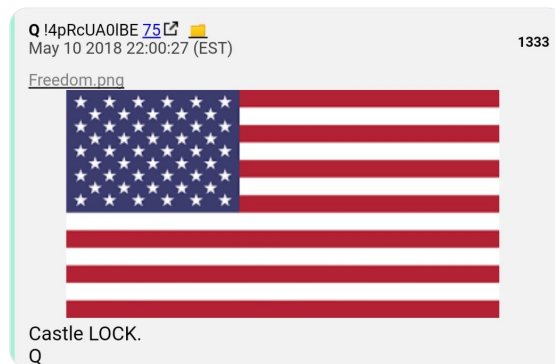 Q !4pRcUA0lBE 75
May 10 2018 22:00:27 (EST)
1333
Freedom.png
Castle LOCK.
Q